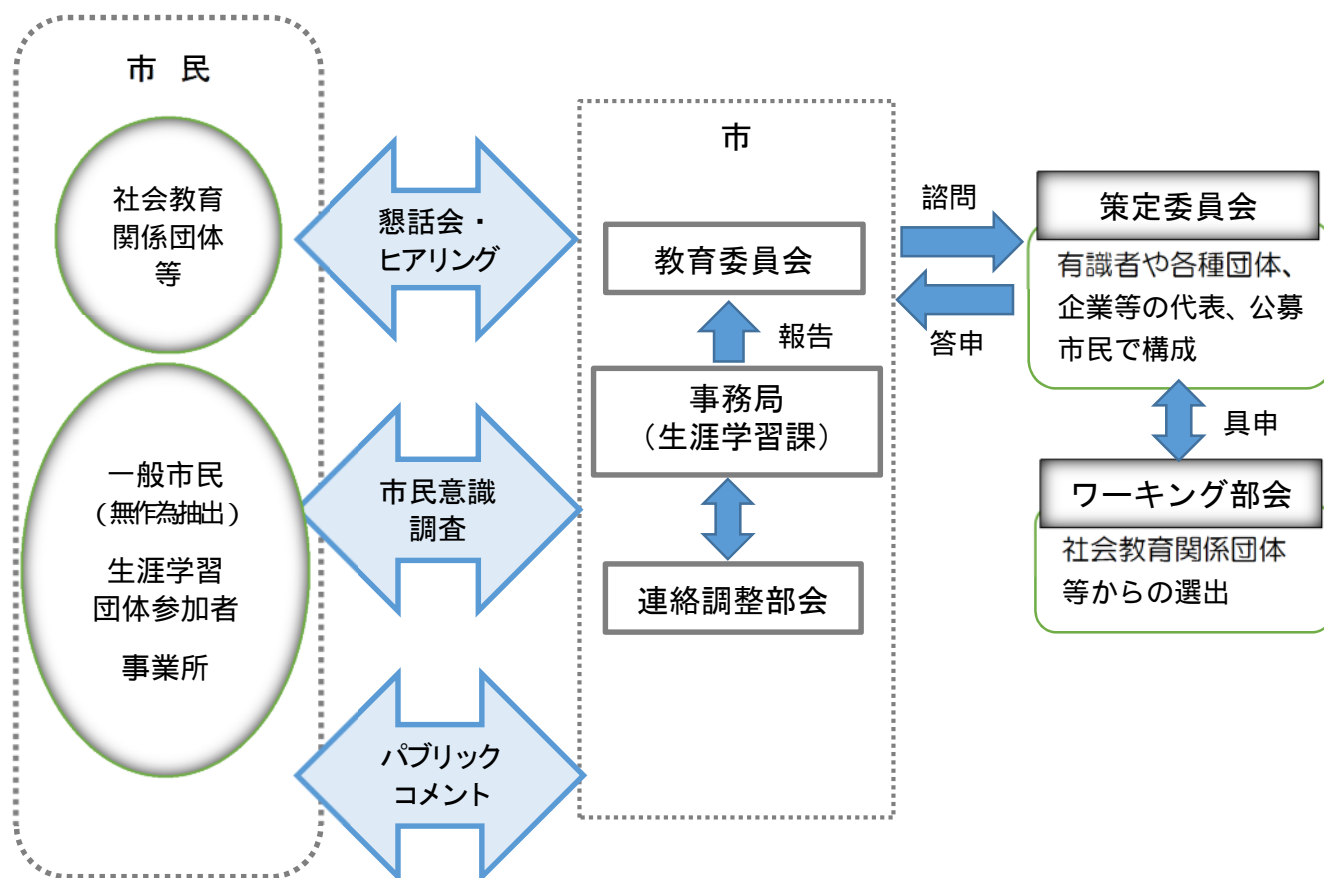 市 民
社会教育
関係団体
等
一般市民
(無作為抽出)
生涯学習
団体参加者
事業所
懇話会・
ヒアリング
市民意識
調査
パブリック
コメント
市
教育委員会
報告
事務局
(生涯学習課)
連絡調整部会
諮問
答申
策定委員会
有識者や各種団体、
企業等の代表、公募
市民で構成
具申
ワーキング部会
社会教育関係団体
等からの選出